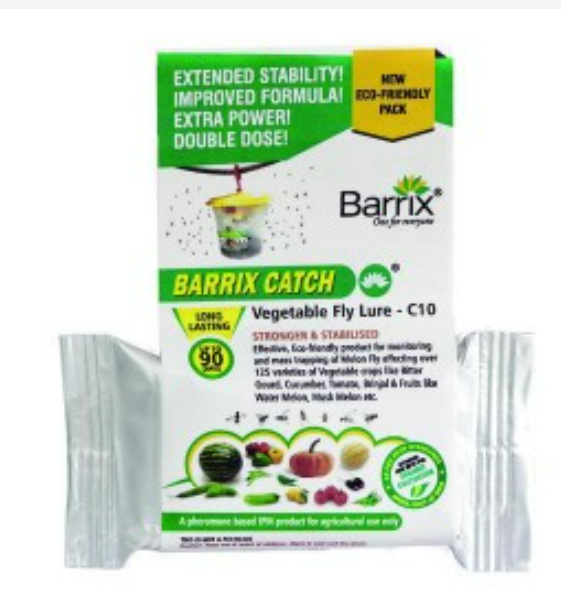 EXTENDED STABILITY!
IMPROVED FORMULA!
EXTRA POWER!
DOUBLE DOSE!
NEW
ECO-FRIENDLY
PACK
Barrix®
One for everyone
BARRIX CATCH ®
LONG
LASTING
UP TO
90
DAYS
Vegetable Fly Lure - C10
STRONGER & STABILISED
Effective, Eco-friendly product for monitoring
and mass trapping of Melon Fly affecting over
125 varieties of Vegetable crops like Bitter
Gourd, Cucumber, Tomato, Brinjal & Fruits like
Water Melon, Musk Melon etc.
A pheromone based IPM product for agricultural use only